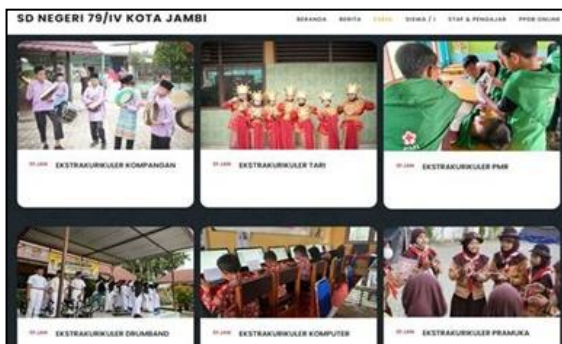 SD NEGERI 79/IV KOTA JAMBI
BERANDA BERITA EKSUL SISWA / I STAF & PENGAJAR PPDB ONLINE
EKSTRAKURIKULER KOMPANGAN
EKSTRAKURIKULER TARI
EKSTRAKURIKULER PMR
EKSTRAKURIKULER DRUMBAND
EKSTRAKURIKULER KOMPUTER
EKSTRAKURIKULER PRAMUKA